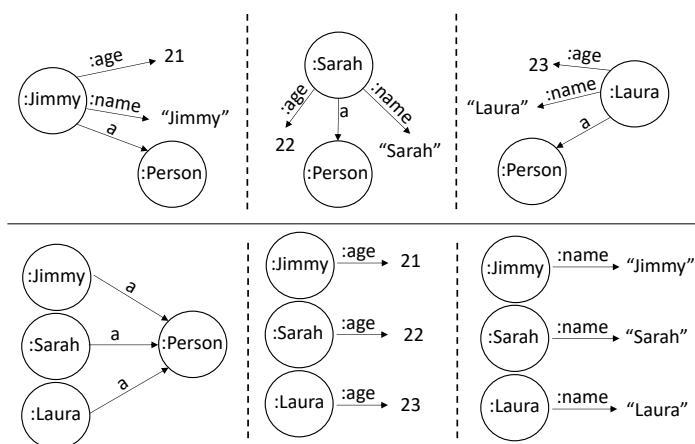 :age
21
:Jimmy
:name
"Jimmy"
a
:Person
:Sarah
:age
a
:name
22
"Sarah"
:Person
:age
23
:name
:Laura
"Laura"
a
:Person
:Jimmy
a
:Sarah
a
:Person
:Laura
a
:Jimmy
:age
21
:Sarah
:age
22
:Laura
:age
23
:Jimmy
:name
"Jimmy"
:Sarah
:name
"Sarah"
:Laura
:name
"Laura"